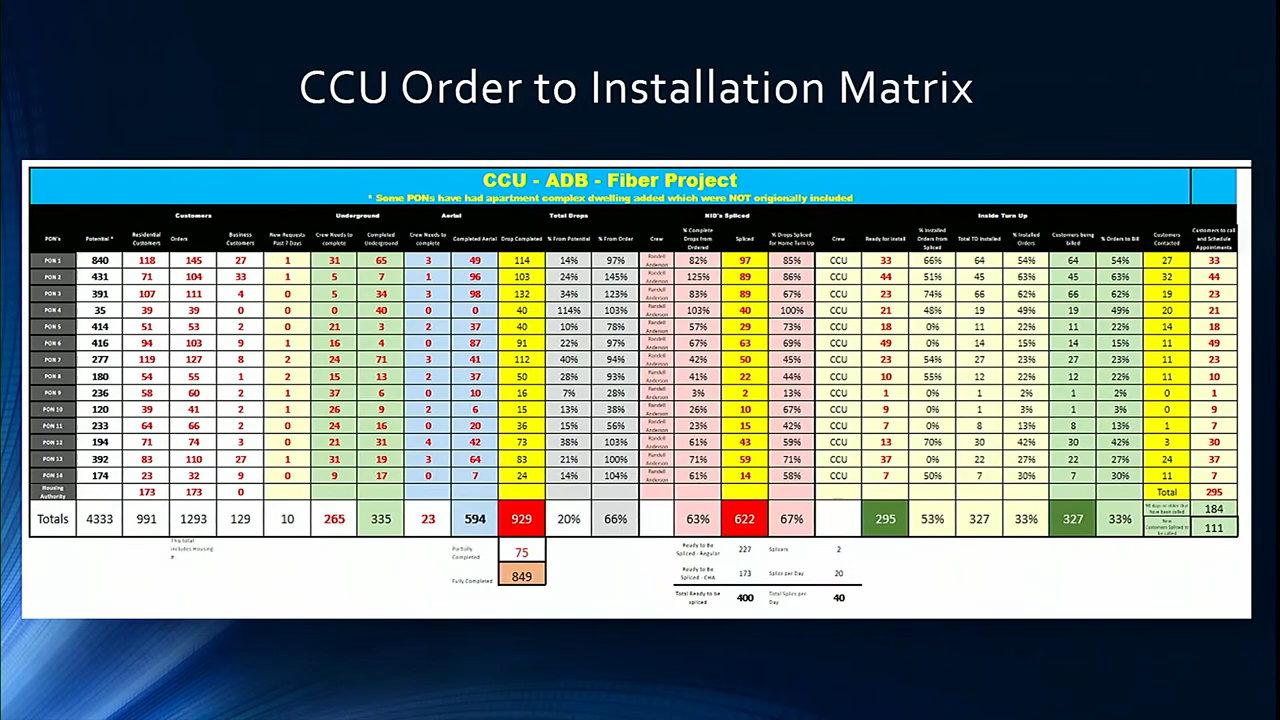 CCU Order to Installation Matrix
CCU - ADB - Fiber Project
* Some PONs have had apartment complex dwelling added which were NOT origionally included
Customers Underground Aerial Total Drops NID's Spliced Inside Turn Up
PON's Potential * Residential Customers Orders Business Customers New Requests Past 7 Days Crew Needs to complete Completed Underground Crew Needs to complete Completed Aerial Drop Completed % From Potential % From Order Crew % Complete Drops from Ordered Spliced % Drops Spliced for Home Turn Up Crew Ready for Install % Installed Orders from Spliced Total TD Installed % Installed Orders Customers being billed % Orders to Bill Customers Contacted Customers to call and Schedule Appointments
PON 1 840 118 145 27 1 31 65 3 49 114 14% 97% Randell Anderson 82% 97 85% CCU 33 66% 64 54% 64 54% 27 33
PON 2 431 71 104 33 1 5 7 1 96 103 24% 145% Randell Anderson 125% 89 86% CCU 44 51% 45 63% 45 63% 32 44
PON 3 391 107 111 4 0 5 34 3 98 132 34% 123% Randell Anderson 83% 89 67% CCU 23 74% 66 62% 66 62% 19 23
PON 4 35 39 39 0 0 0 40 0 0 40 114% 103% Randell Anderson 103% 40 100% CCU 21 48% 19 49% 19 49% 20 21
PON 5 414 51 53 2 0 21 3 2 37 40 10% 78% Randell Anderson 57% 29 73% CCU 18 0% 11 22% 11 22% 14 18
PON 6 416 94 103 9 1 16 4 0 87 91 22% 97% Randell Anderson 67% 63 69% CCU 49 0% 14 15% 14 15% 11 49
PON 7 277 119 127 8 2 24 71 3 41 112 40% 94% Randell Anderson 42% 50 45% CCU 23 54% 27 23% 27 23% 11 23
PON 8 180 54 55 1 2 15 13 2 37 50 28% 93% Randell Anderson 41% 22 44% CCU 10 55% 12 22% 12 22% 11 10
PON 9 236 58 60 2 1 37 6 0 10 16 7% 28% Randell Anderson 3% 2 13% CCU 1 0% 1 2% 1 2% 0 1
PON 10 120 39 41 2 1 26 9 2 6 15 13% 38% Randell Anderson 26% 10 67% CCU 9 0% 1 3% 1 3% 0 9
PON 11 233 64 66 2 0 24 16 0 20 36 15% 56% Randell Anderson 23% 15 42% CCU 7 0% 8 13% 8 13% 1 7
PON 12 194 71 74 3 0 21 31 4 42 73 38% 103% Randell Anderson 61% 43 59% CCU 13 70% 30 42% 30 42% 3 30
PON 13 392 83 110 27 1 31 19 3 64 83 21% 100% Randell Anderson 71% 59 71% CCU 37 0% 22 27% 22 27% 24 37
PON 14 174 23 32 9 0 9 17 0 7 24 14% 104% Randell Anderson 61% 14 58% CCU 7 50% 7 30% 7 30% 11 7
Housing Authority 173 173 0 Total 295
Totals 4333 991 1293 129 10 265 335 23 594 929 20% 66% 63% 622 67% 295 53% 327 33% 327 33% 184
New Customers Spliced to be called 111
This total includes Housing
Partially Completed 75
Fully Completed 849
Ready to Be Spliced - Regular 227 Splicers 2
Ready to Be Spliced - CHA 173 Splics per Day 20
Total Ready to be spliced 400 Total Splics per Day 40